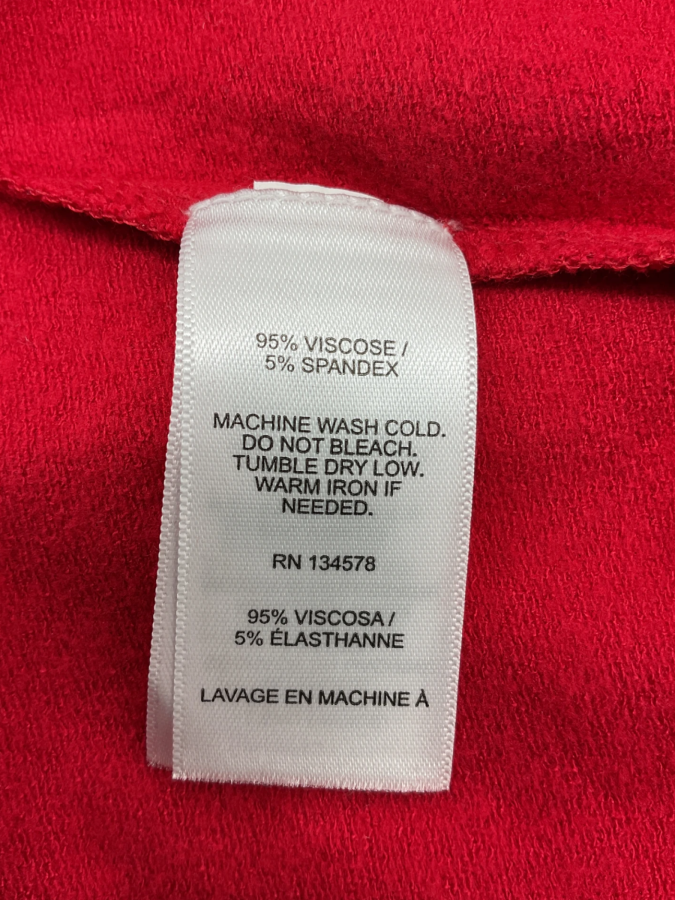 95% VISCOSE /
5% SPANDEX
MACHINE WASH COLD.
DO NOT BLEACH.
TUMBLE DRY LOW.
WARM IRON IF
NEEDED.
RN 134578
95% VISCOSA /
5% ÉLASTHANNE
LAVAGE EN MACHINE À